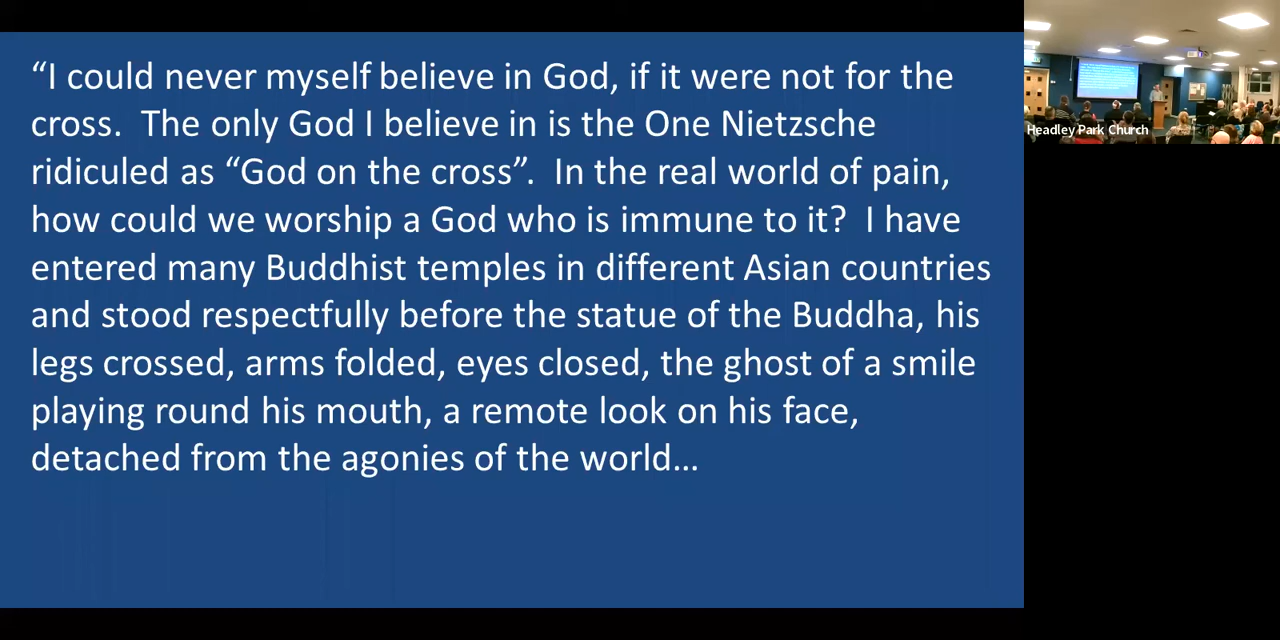 “I could never myself believe in God, if it were not for the
cross.  The only God I believe in is the One Nietzsche
ridiculed as “God on the cross”.  In the real world of pain,
how could we worship a God who is immune to it?  I have
entered many Buddhist temples in different Asian countries
and stood respectfully before the statue of the Buddha, his
legs crossed, arms folded, eyes closed, the ghost of a smile
playing round his mouth, a remote look on his face,
detached from the agonies of the world…
Headley Park Church